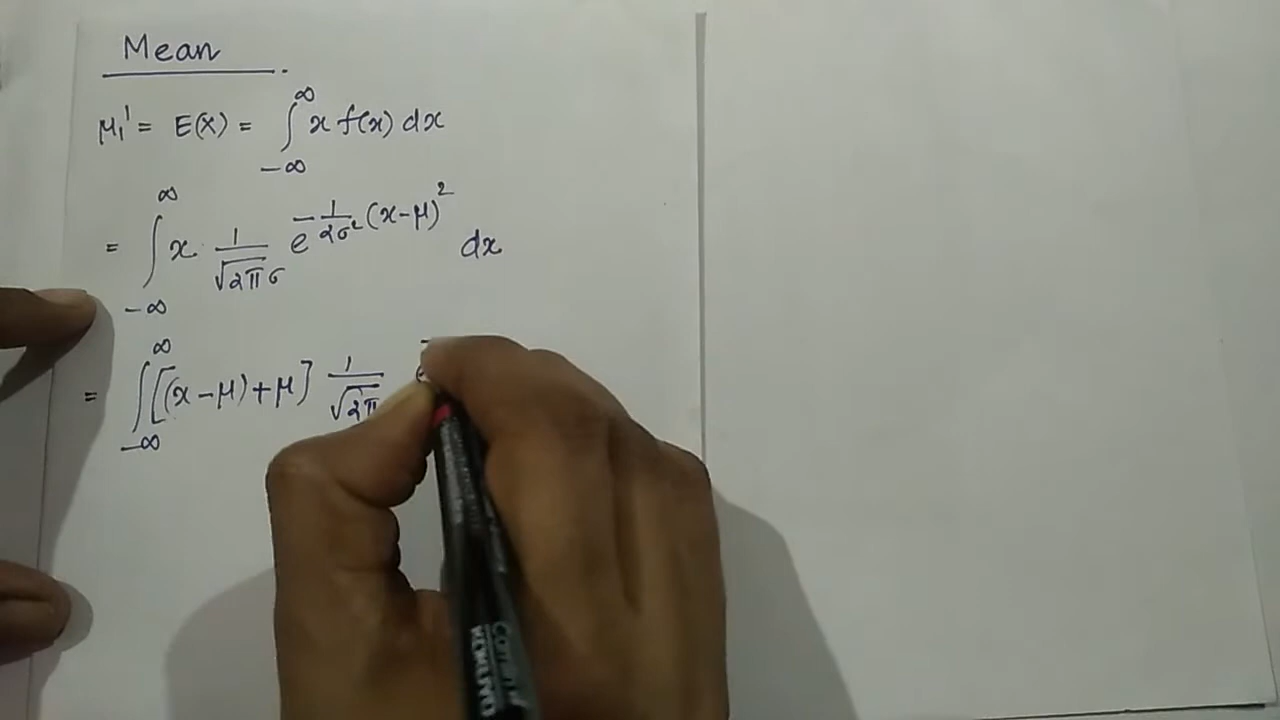 Mean
μ₁' = E(X) = ∫_{-∞}^{∞} x f(x) dx
= ∫_{-∞}^{∞} x · 1/(√2π σ) e^{-1/2σ² (x-μ)²} dx
= ∫_{-∞}^{∞} [(x-μ)+μ] 1/√2π e